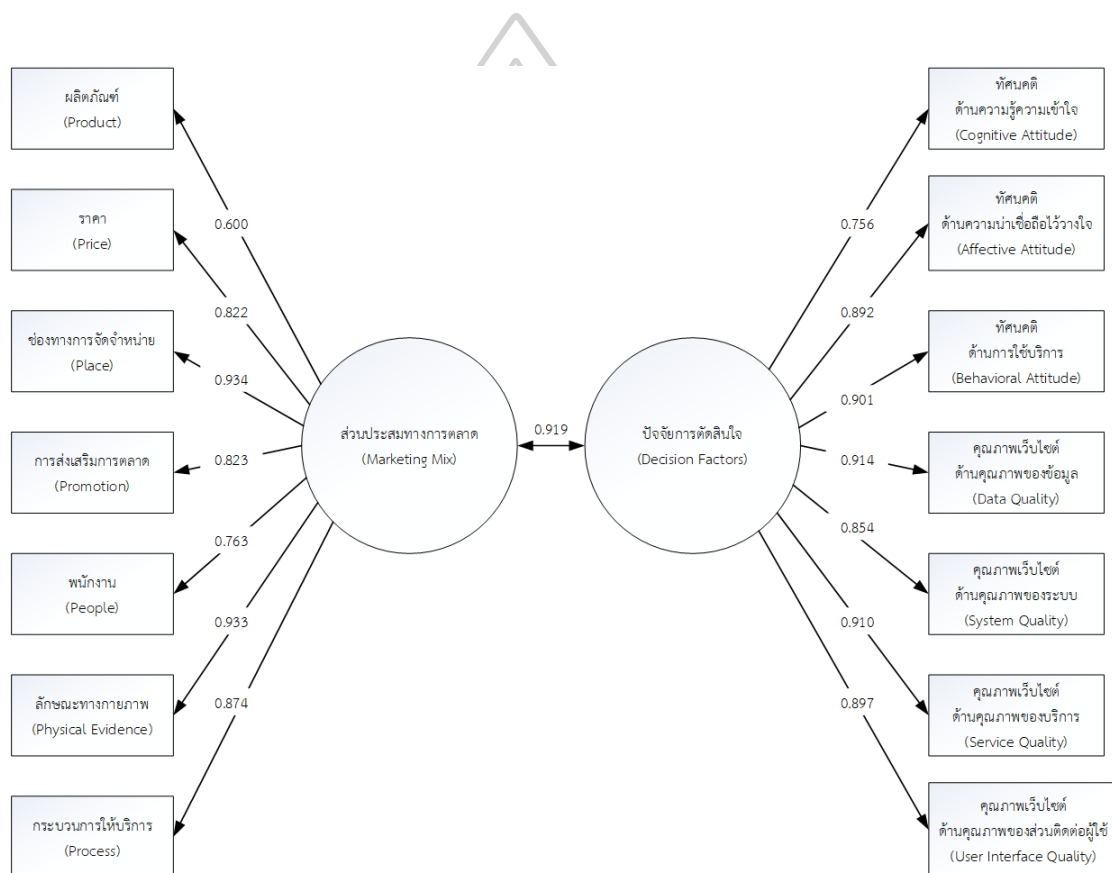 ผลิตภัณฑ์
(Product)
0.600
ราคา
(Price)
0.822
ช่องทางการจัดจำหน่าย
(Place)
0.934
การส่งเสริมการตลาด
(Promotion)
0.823
พนักงาน
(People)
0.763
ลักษณะทางกายภาพ
(Physical Evidence)
0.933
กระบวนการให้บริการ
(Process)
0.874
ส่วนประสมทางการตลาด
(Marketing Mix)
0.919
ปัจจัยการตัดสินใจ
(Decision Factors)
ทัศนคติ
ด้านความรู้ความเข้าใจ
(Cognitive Attitude)
0.756
ทัศนคติ
ด้านความน่าเชื่อถือไว้วางใจ
(Affective Attitude)
0.892
ทัศนคติ
ด้านการใช้บริการ
(Behavioral Attitude)
0.901
คุณภาพเว็บไซต์
ด้านคุณภาพของข้อมูล
(Data Quality)
0.914
คุณภาพเว็บไซต์
ด้านคุณภาพของระบบ
(System Quality)
0.854
คุณภาพเว็บไซต์
ด้านคุณภาพของบริการ
(Service Quality)
0.910
คุณภาพเว็บไซต์
ด้านคุณภาพของส่วนติดต่อผู้ใช้
(User Interface Quality)
0.897